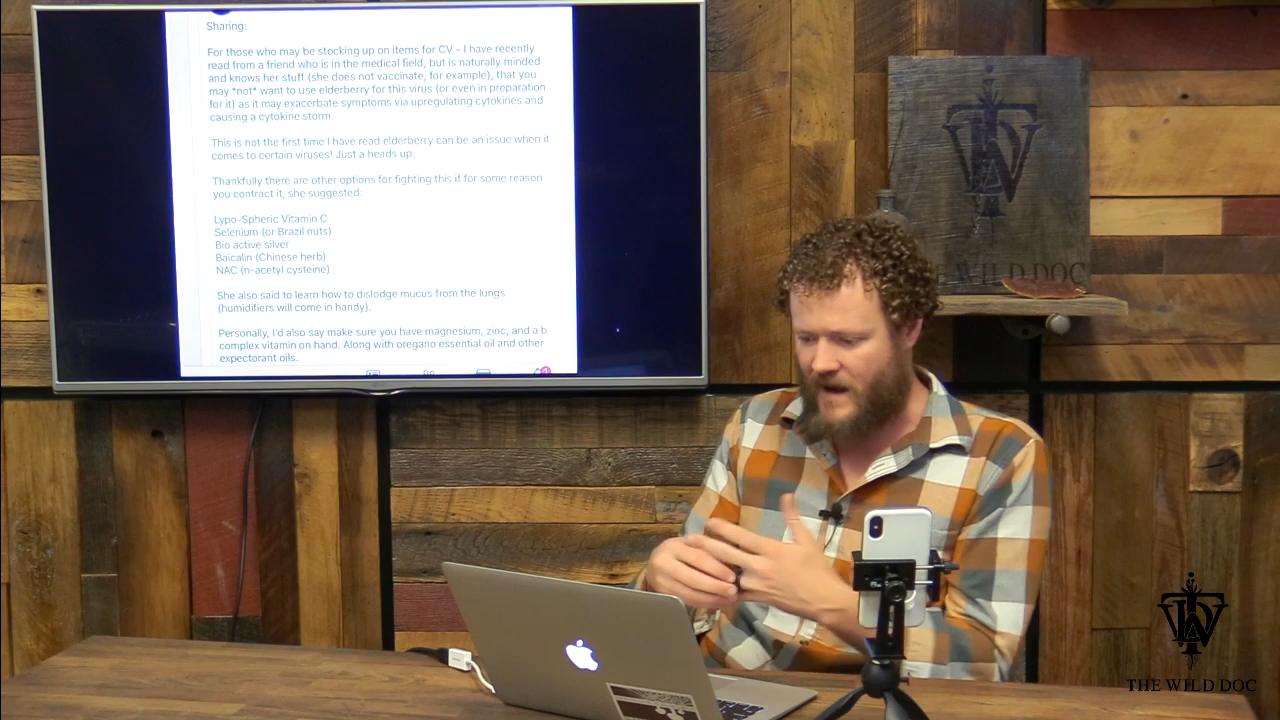 Sharing:
For those who may be stocking up on items for CV - I have recently
read from a friend who is in the medical field, but is naturally minded
and knows her stuff (she does not vaccinate, for example), that you
may *not* want to use elderberry for this virus (or even in preparation
for it) as it may exacerbate symptoms via upregulating cytokines and
causing a cytokine storm.
This is not the first time I have read elderberry can be an issue when it
comes to certain viruses! Just a heads up.
Thankfully there are other options for fighting this if for some reason
you contract it, she suggested:
Lypo-Spheric Vitamin C
Selenium (or Brazil nuts)
Bio active silver
Baicalin (Chinese herb)
NAC (n-acetyl cysteine)
She also said to learn how to dislodge mucus from the lungs
(humidifiers will come in handy).
Personally, I'd also say make sure you have magnesium, zinc, and a b
complex vitamin on hand. Along with oregano essential oil and other
expectorant oils.
WILD DOC
THE WILD DOC